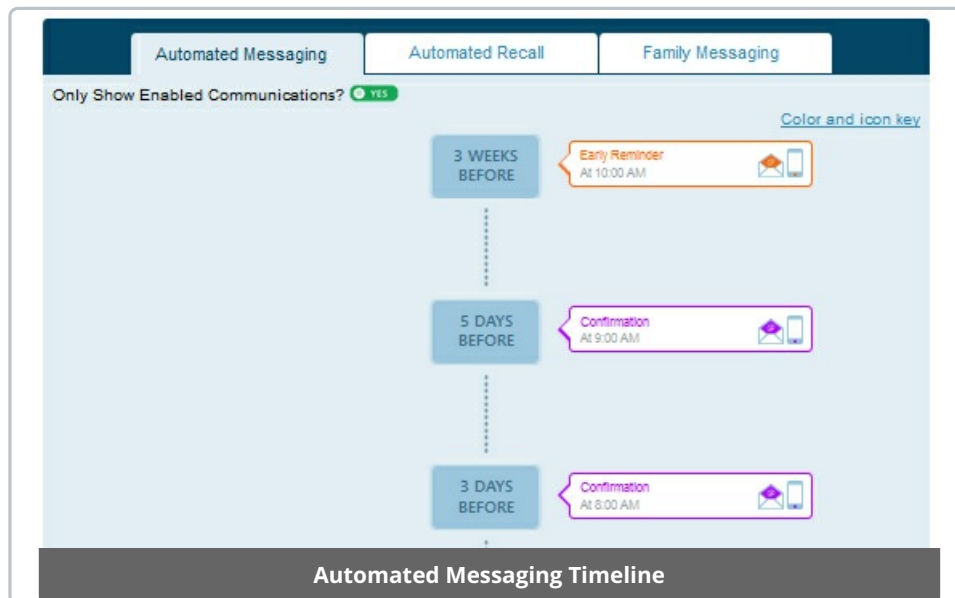 Automated Messaging
Automated Recall
Family Messaging
Only Show Enabled Communications? YES
Color and icon key
3 WEEKS
BEFORE
Early Reminder
At 10:00 AM
5 DAYS
BEFORE
Confirmation
At 9:00 AM
3 DAYS
BEFORE
Confirmation
At 8:00 AM
Automated Messaging Timeline